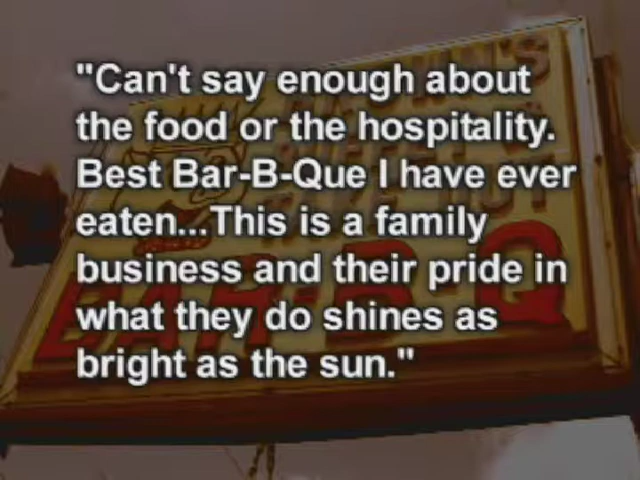 "Can't say enough about
the food or the hospitality.
Best Bar-B-Que I have ever
eaten...This is a family
business and their pride in
what they do shines as
bright as the sun."
BAR-B-Q